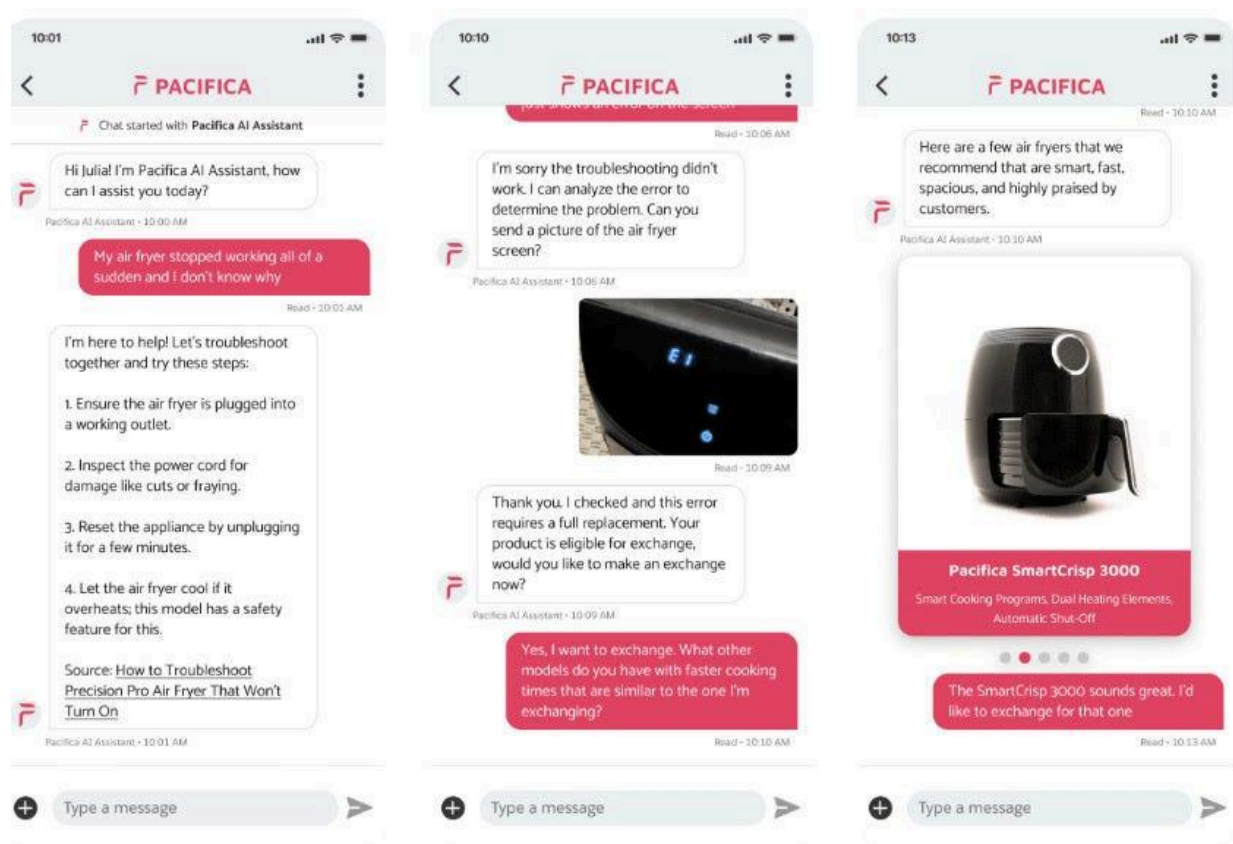 10:01
PACIFICA
Chat started with Pacifica AI Assistant
Hi Julia! I'm Pacifica AI Assistant, how
can I assist you today?
Pacifica AI Assistant • 10:00 AM
My air fryer stopped working all of a
sudden and I don't know why
Read • 10:01 AM
I'm here to help! Let's troubleshoot
together and try these steps:
1. Ensure the air fryer is plugged into
a working outlet.
2. Inspect the power cord for
damage like cuts or fraying.
3. Reset the appliance by unplugging
it for a few minutes.
4. Let the air fryer cool if it
overheats; this model has a safety
feature for this.
Source: How to Troubleshoot
Precision Pro Air Fryer That Won't
Turn On
Pacifica AI Assistant • 10:01 AM
Type a message
10:10
PACIFICA
just shows an error on the screen
Read • 10:06 AM
I'm sorry the troubleshooting didn't
work. I can analyze the error to
determine the problem. Can you
send a picture of the air fryer
screen?
Pacifica AI Assistant • 10:06 AM
E1
Read • 10:09 AM
Thank you. I checked and this error
requires a full replacement. Your
product is eligible for exchange,
would you like to make an exchange
now?
Pacifica AI Assistant • 10:09 AM
Yes, I want to exchange. What other
models do you have with faster cooking
times that are similar to the one I'm
exchanging?
Read • 10:10 AM
Type a message
10:13
PACIFICA
Read • 10:10 AM
Here are a few air fryers that we
recommend that are smart, fast,
spacious, and highly praised by
customers.
Pacifica AI Assistant • 10:10 AM
Pacifica SmartCrisp 3000
Smart Cooking Programs, Dual Heating Elements,
Automatic Shut-Off
The SmartCrisp 3000 sounds great. I'd
like to exchange for that one
Read • 10:13 AM
Type a message